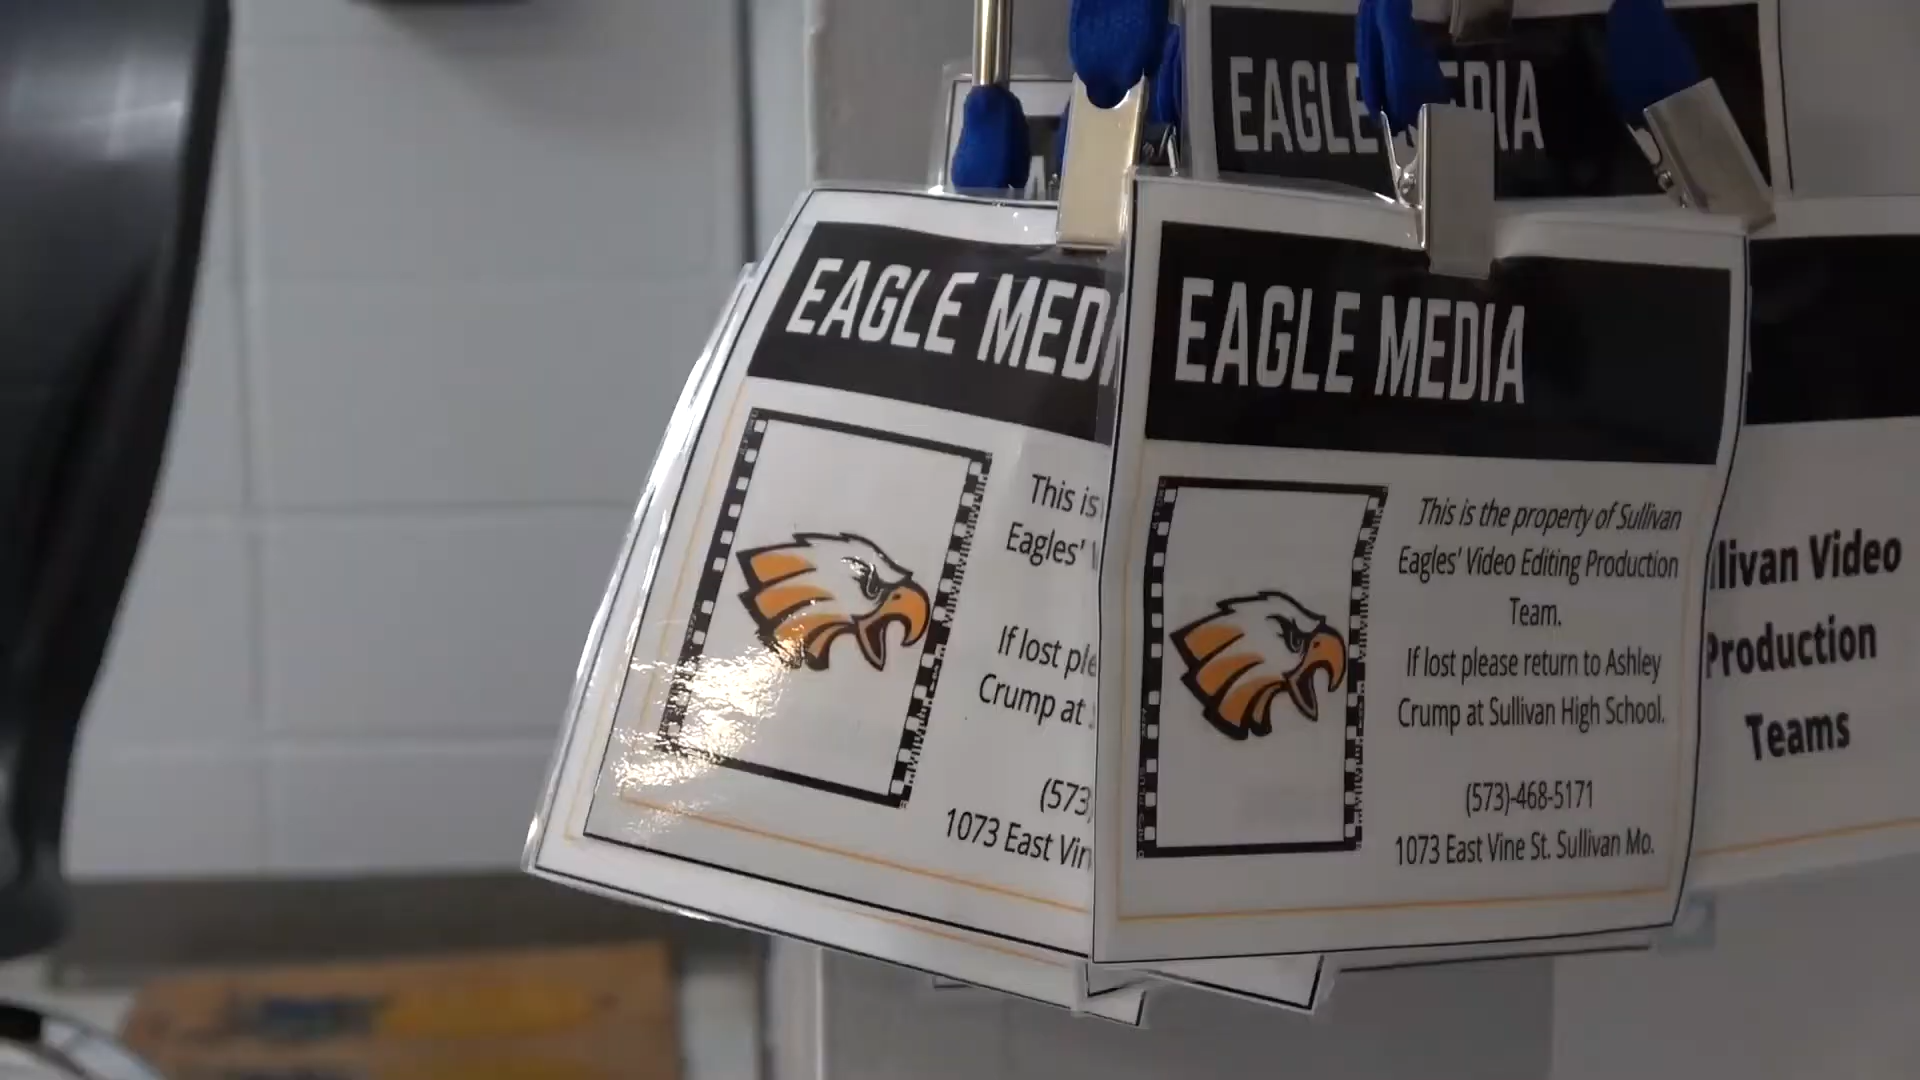 EAGLE MEDIA
EAGLE MEDI
This is
Eagles'
If lost ple
Crump at
(573)
1073 East Vin
EAGLE MEDIA
This is the property of Sullivan
Eagles' Video Editing Production
Team.
If lost please return to Ashley
Crump at Sullivan High School.
(573)-468-5171
1073 East Vine St. Sullivan Mo.
llivan Video
Production
Teams